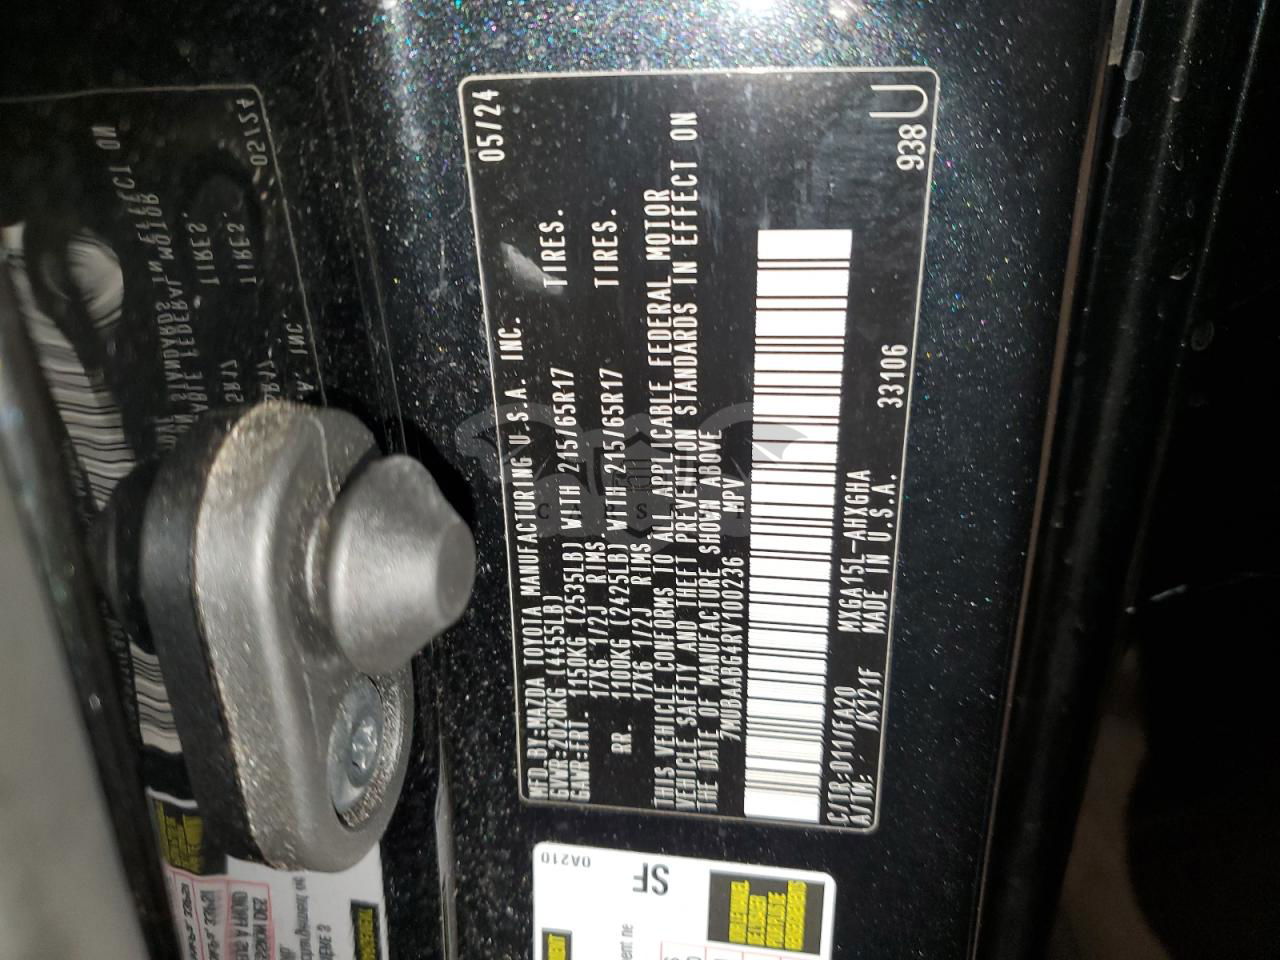 MFD.BY:MAZDA TOYOTA MANUFACTURING U.S.A. INC. 05/24
GVWR:2020KG (4455LB)
GAWR:FRT. 1150KG (2535LB) WITH 215/65R17 TIRES.
17X6 1/2J RIMS.
RR. 1100KG (2425LB) WITH 215/65R17 TIRES.
17X6 1/2J RIMS.
THIS VEHICLE CONFORMS TO ALL APPLICABLE FEDERAL MOTOR
VEHICLE SAFETY AND THEFT PREVENTION STANDARDS IN EFFECT ON
THE DATE OF MANUFACTURE SHOWN ABOVE
7MUBAABG4RV100236 MPV
C/TR:011/FA20 MXGA15L-AHXGHA 33106 938 U
A/TM: /K121F MADE IN U.S.A.
0A210
SF